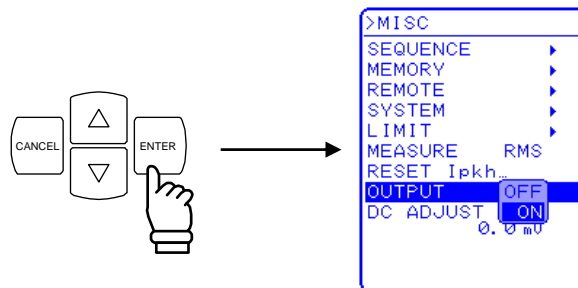 CANCEL
ENTER
>MISC
SEQUENCE
MEMORY
REMOTE
SYSTEM
LIMIT
MEASURE RMS
RESET Ipkh…
OUTPUT OFF
DC ADJUST ON
0.0 mV